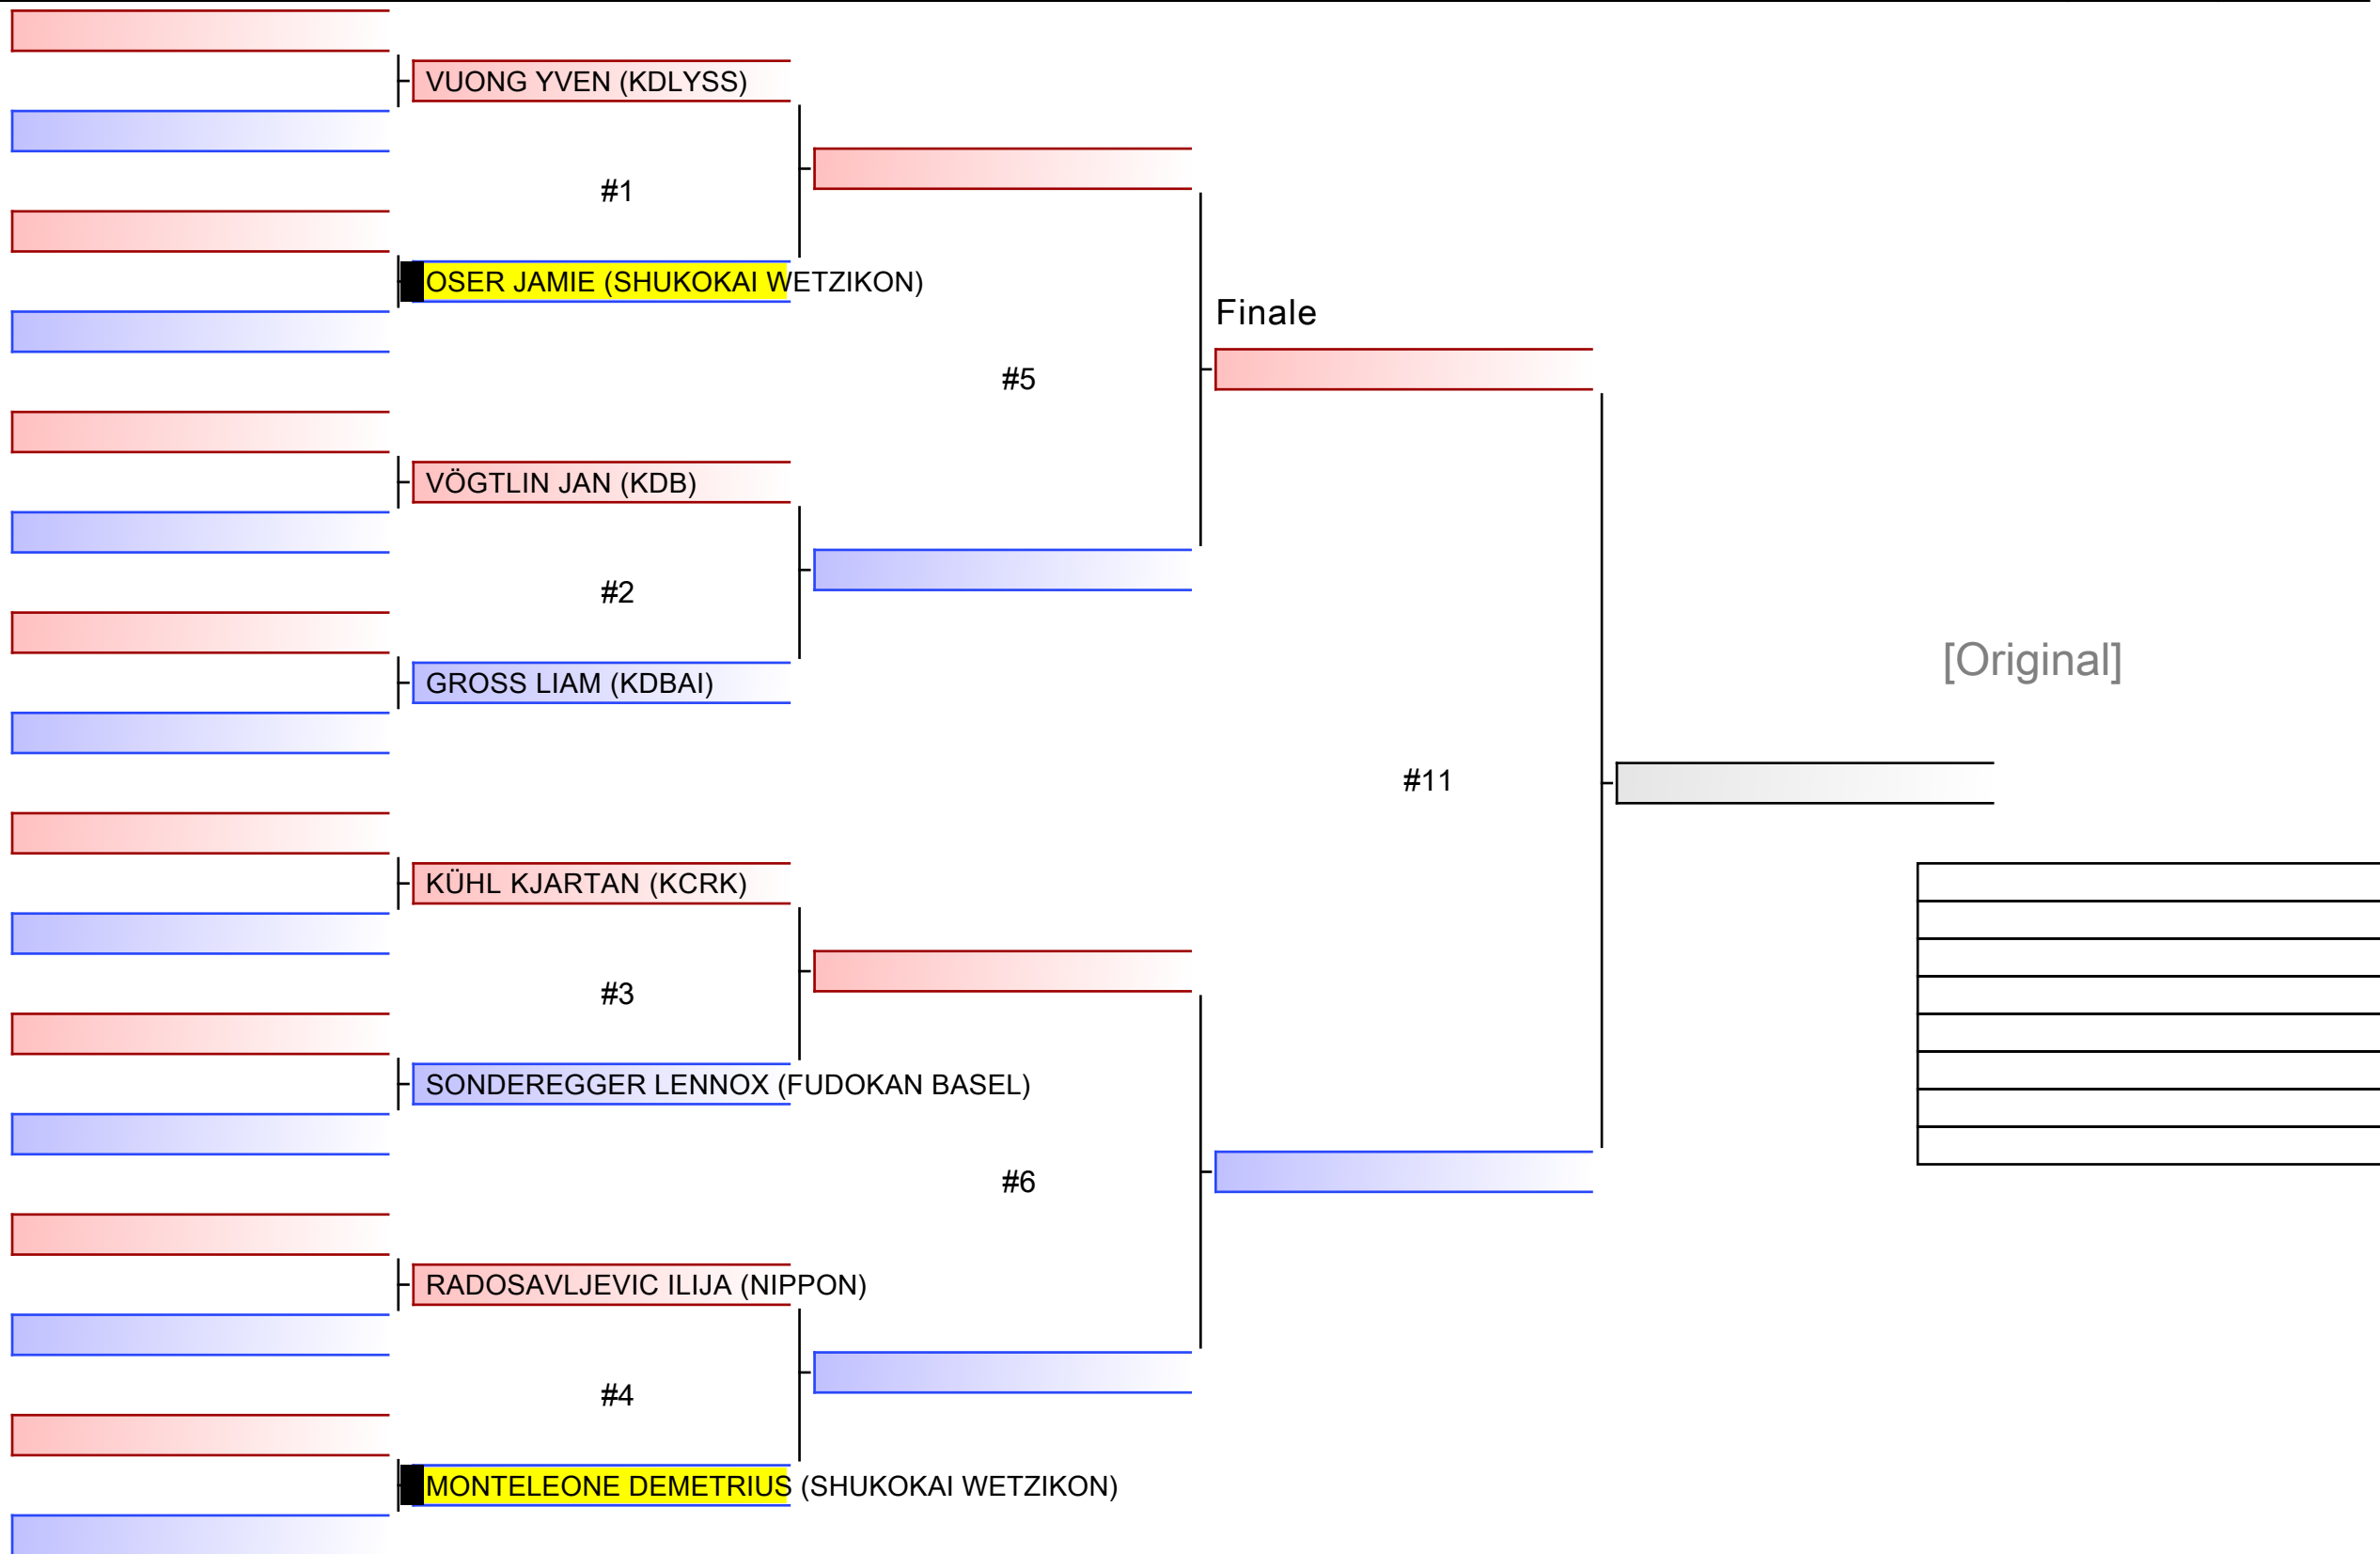 VUONG YVEN (KDLYSS)
#1
OSER JAMIE (SHUKOKAI WETZIKON)
Finale
#5
VÖGTLIN JAN (KDB)
#2
GROSS LIAM (KDBAI)
[Original]
#11
KÜHL KJARTAN (KCRK)
#3
SONDEREGGER LENNOX (FUDOKAN BASEL)
#6
RADOSAVLJEVIC ILIJA (NIPPON)
#4
MONTELEONE DEMETRIUS (SHUKOKAI WETZIKON)